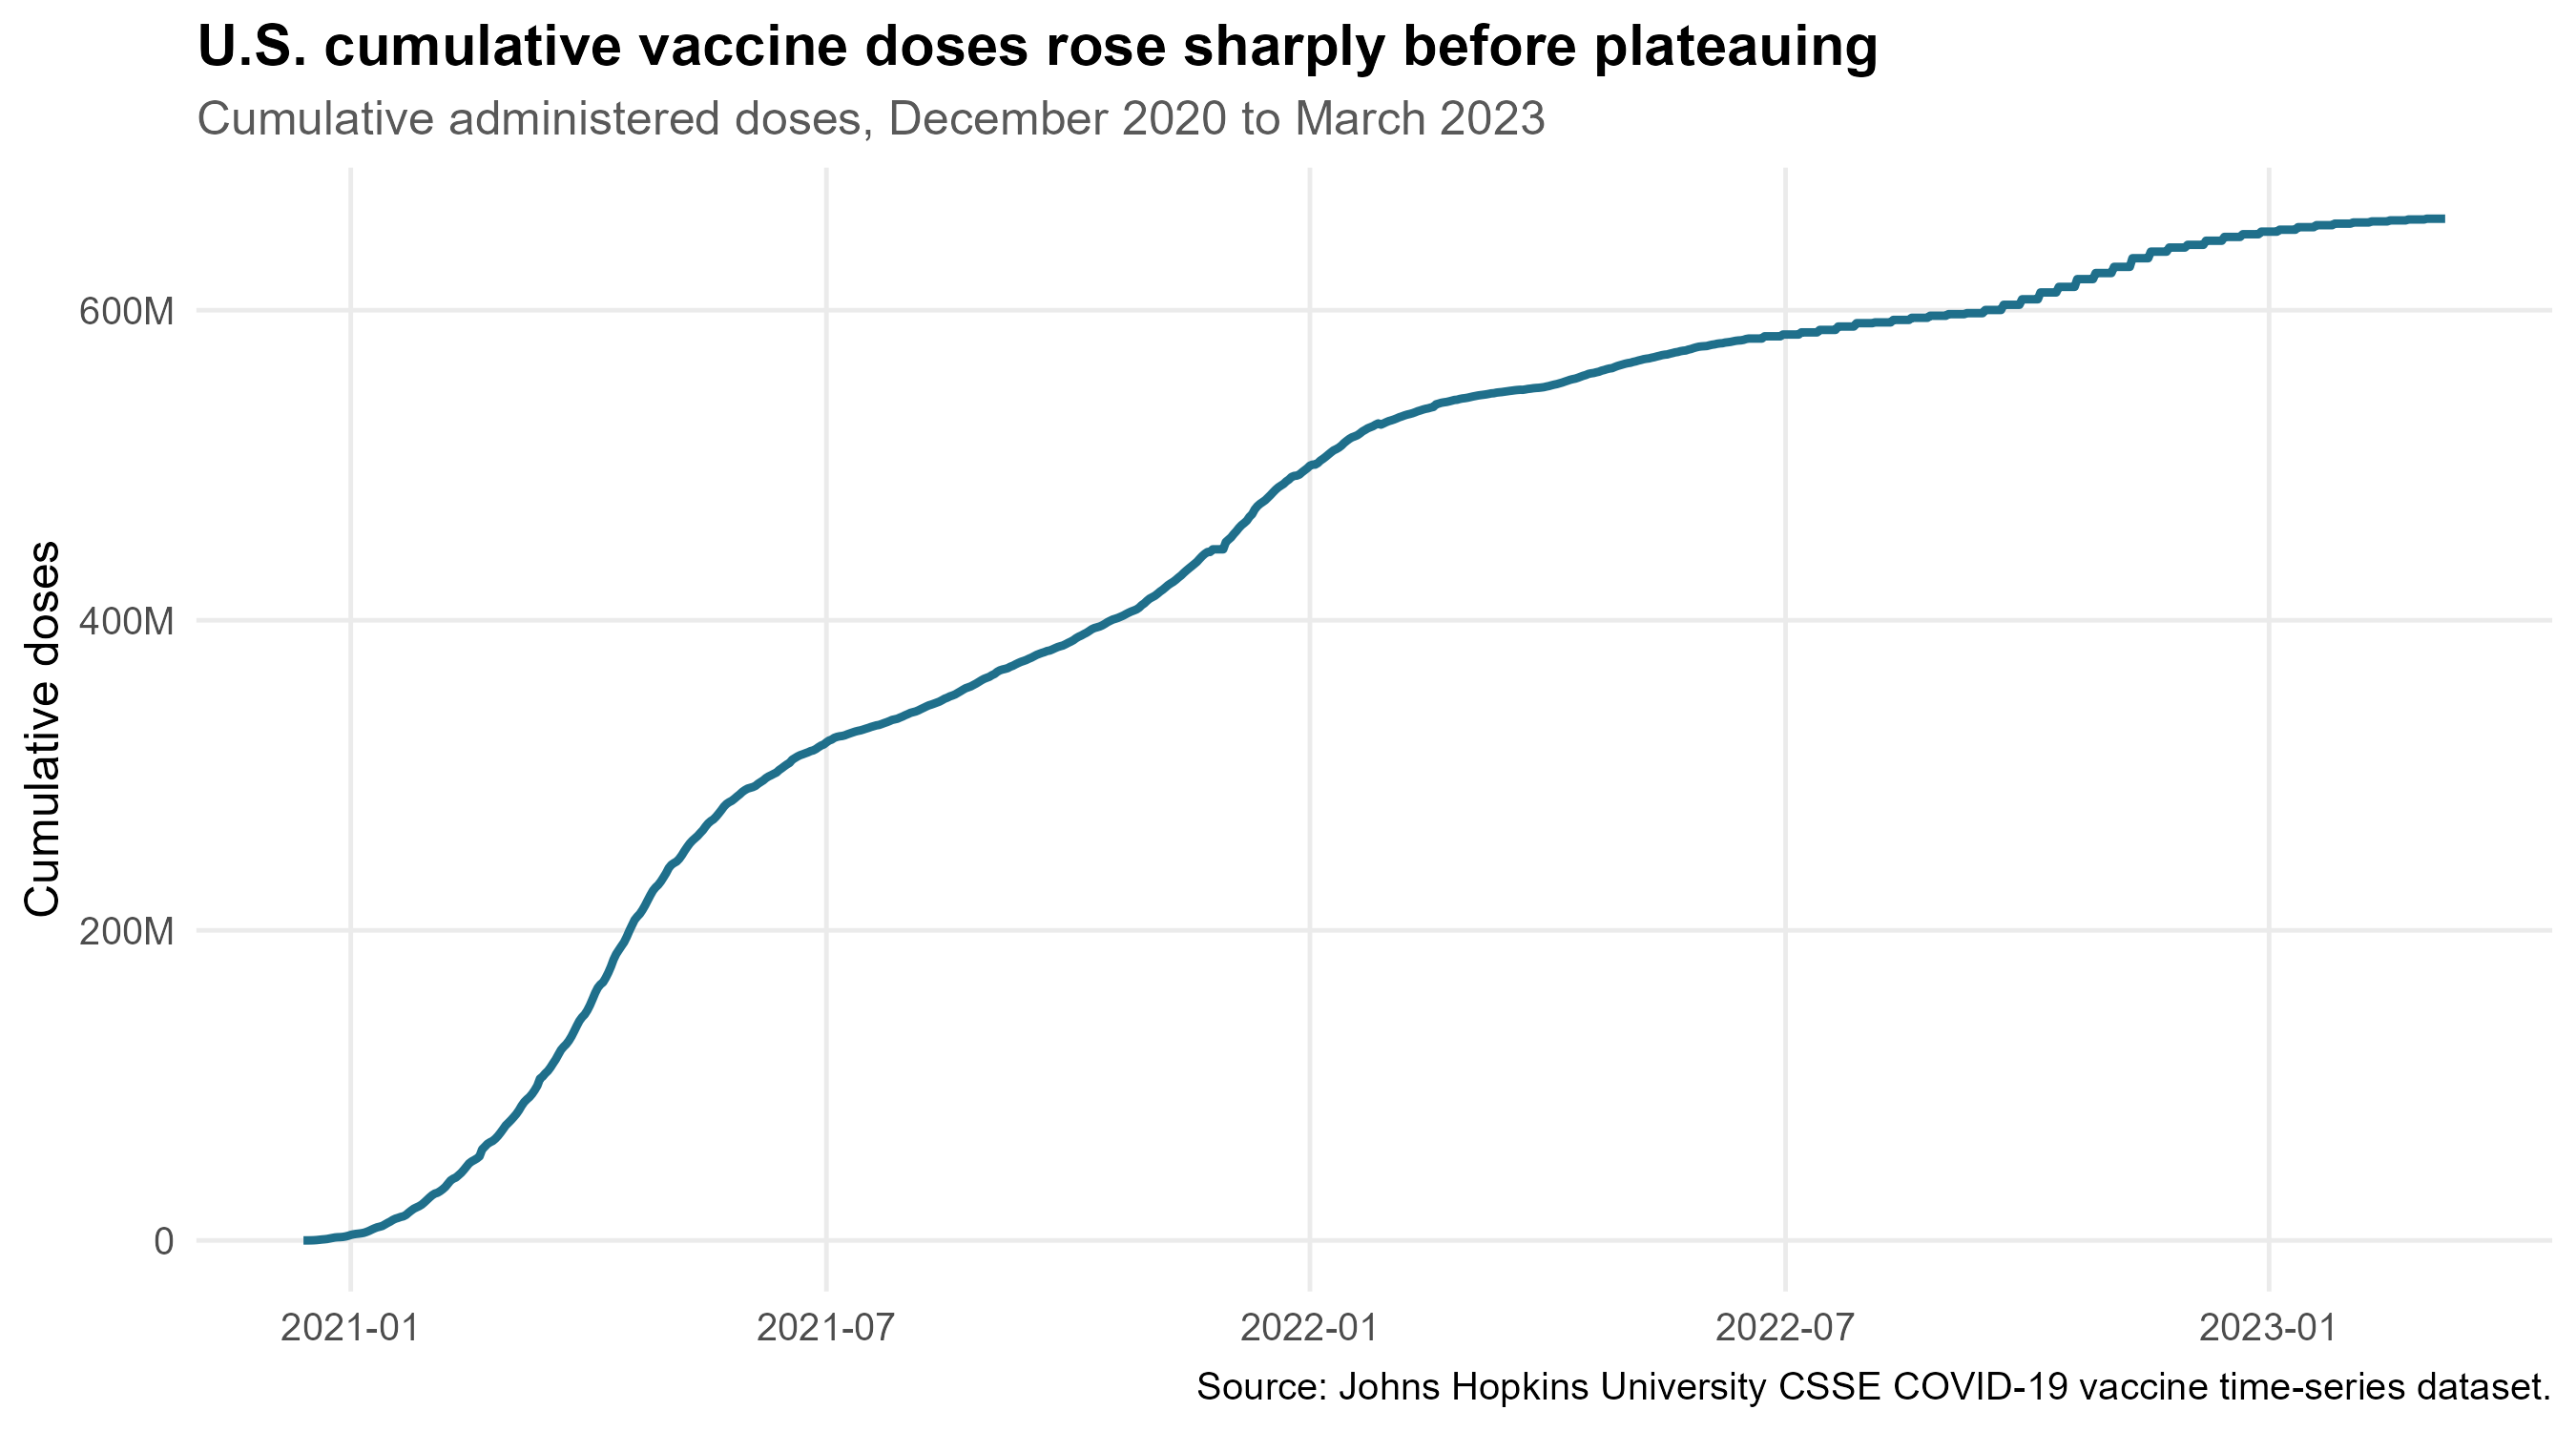 U.S. cumulative vaccine doses rose sharply before plateauing
Cumulative administered doses, December 2020 to March 2023
Cumulative doses
600M
400M
200M
0
2021-01
2021-07
2022-01
2022-07
2023-01
Source: Johns Hopkins University CSSE COVID-19 vaccine time-series dataset.